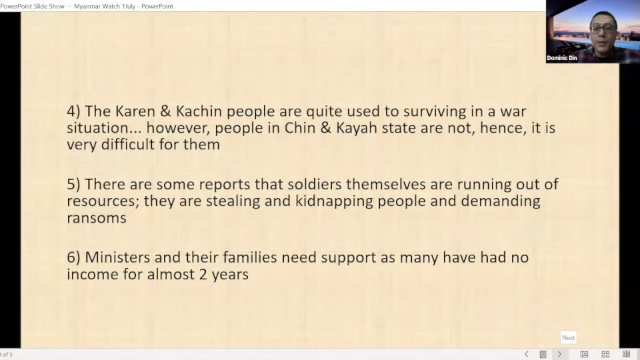 PowerPoint Slide Show - Myanmar Watch 1July - PowerPoint
Dominic Din
4) The Karen & Kachin people are quite used to surviving in a war
situation... however, people in Chin & Kayah state are not, hence, it is
very difficult for them
5) There are some reports that soldiers themselves are running out of
resources; they are stealing and kidnapping people and demanding
ransoms
6) Ministers and their families need support as many have had no
income for almost 2 years
Next
of 5